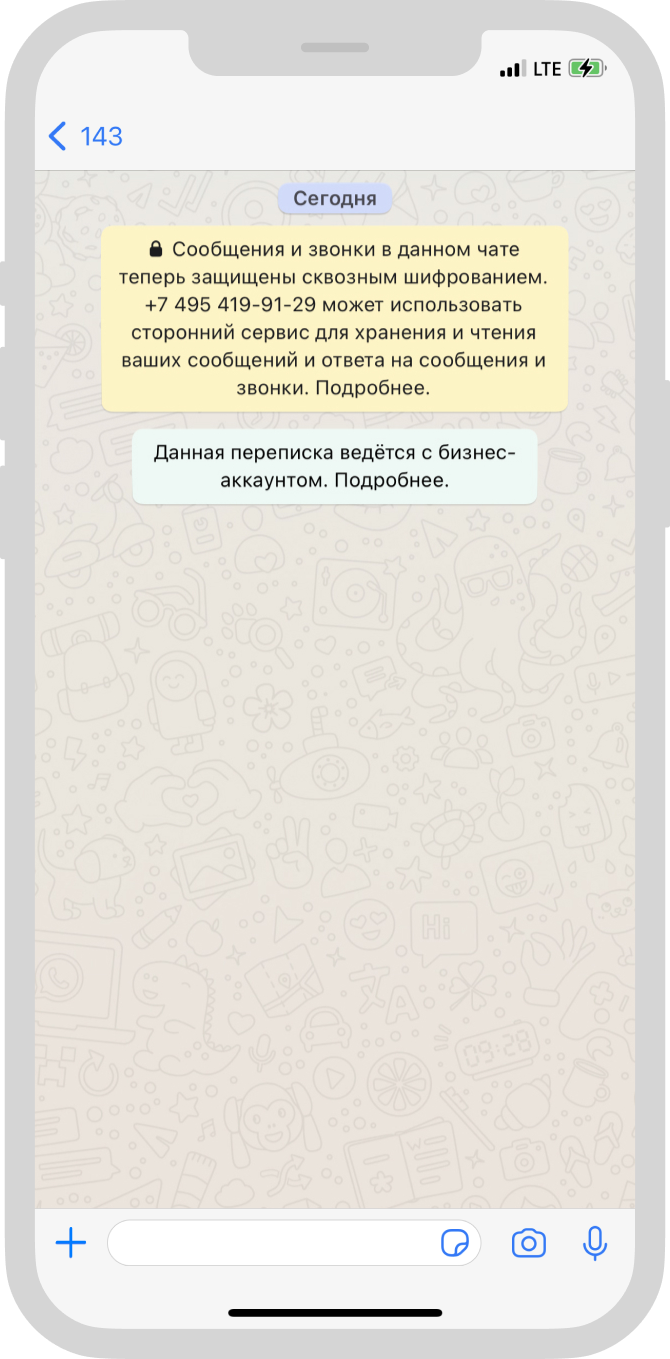 LTE
143
Сегодня
Сообщения и звонки в данном чате
теперь защищены сквозным шифрованием.
+7 495 419-91-29 может использовать
сторонний сервис для хранения и чтения
ваших сообщений и ответа на сообщения и
звонки. Подробнее.
Данная переписка ведётся с бизнес-
аккаунтом. Подробнее.
Hi
09:28